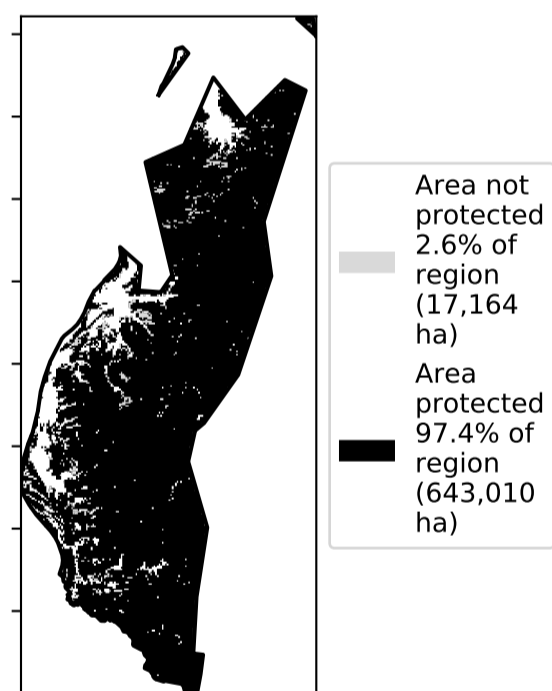 Area not
protected
2.6% of
region
(17,164
ha)
Area
protected
97.4% of
region
(643,010
ha)